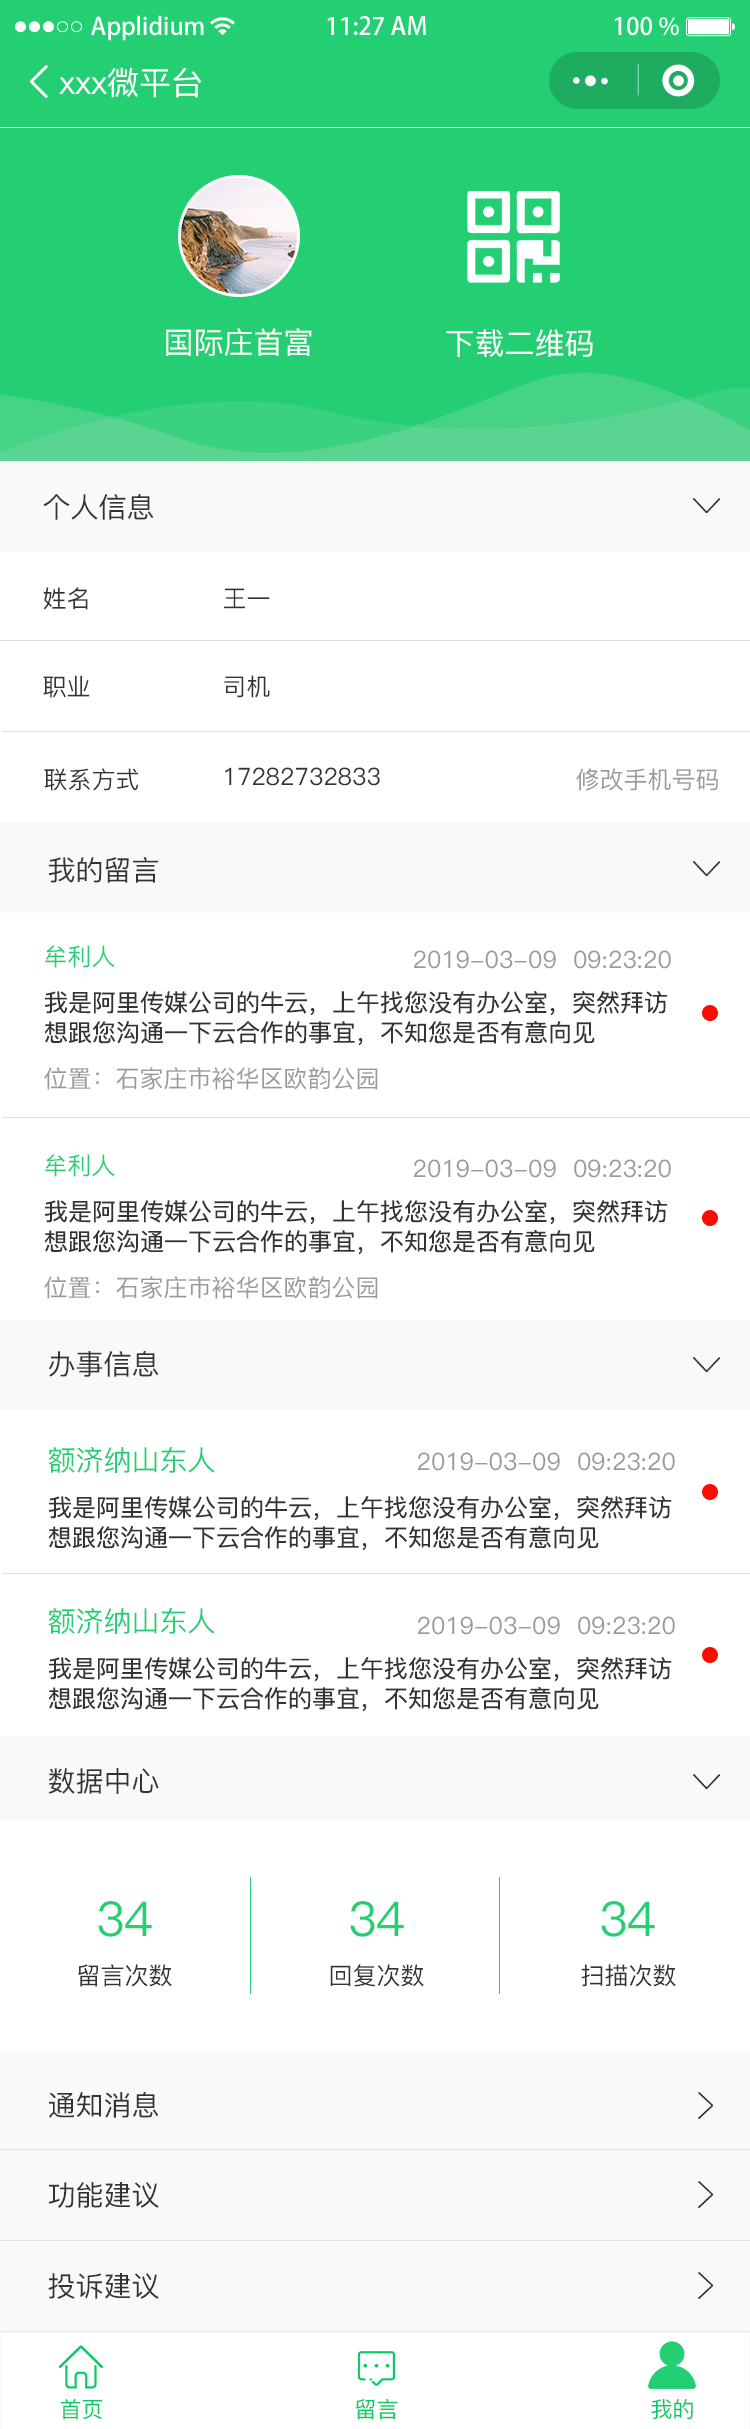 Applidium 11:27 AM 100 %
xxx微平台
国际庄首富 下载二维码
个人信息
姓名 王一
职业 司机
联系方式 17282732833 修改手机号码
我的留言
牟利人 2019-03-09 09:23:20
我是阿里传媒公司的牛云，上午找您没有办公室，突然拜访
想跟您沟通一下云合作的事宜，不知您是否有意向见
位置：石家庄市裕华区欧韵公园
牟利人 2019-03-09 09:23:20
我是阿里传媒公司的牛云，上午找您没有办公室，突然拜访
想跟您沟通一下云合作的事宜，不知您是否有意向见
位置：石家庄市裕华区欧韵公园
办事信息
额济纳山东人 2019-03-09 09:23:20
我是阿里传媒公司的牛云，上午找您没有办公室，突然拜访
想跟您沟通一下云合作的事宜，不知您是否有意向见
额济纳山东人 2019-03-09 09:23:20
我是阿里传媒公司的牛云，上午找您没有办公室，突然拜访
想跟您沟通一下云合作的事宜，不知您是否有意向见
数据中心
34 34 34
留言次数 回复次数 扫描次数
通知消息
功能建议
投诉建议
首页 留言 我的